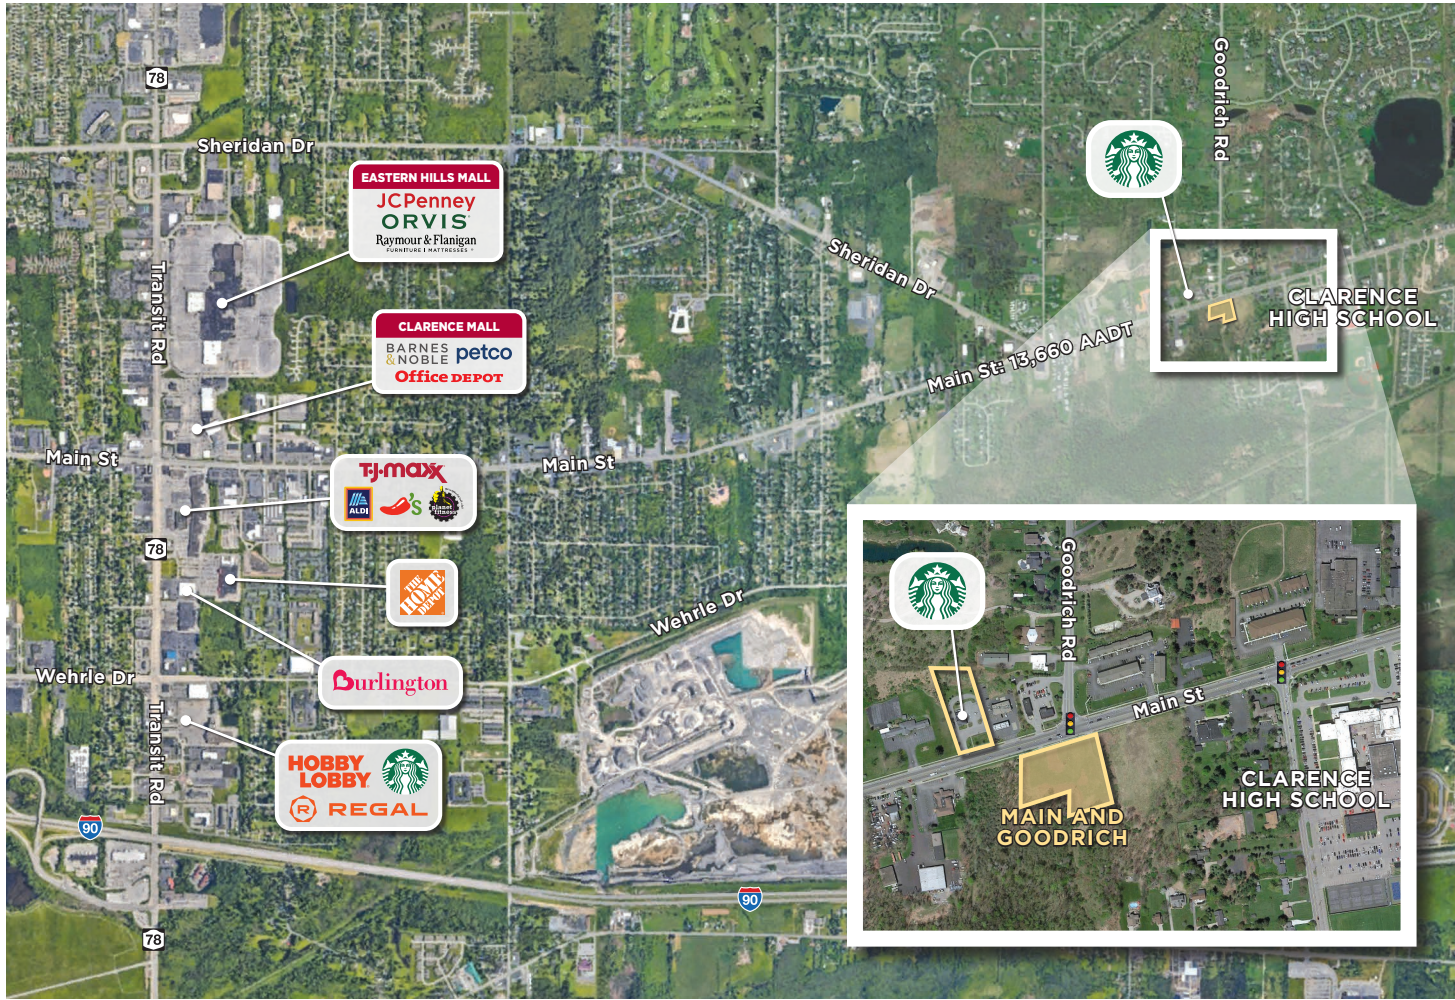 78
Sheridan Dr
Goodrich Rd
EASTERN HILLS MALL
JCPenney
ORVIS
Raymour & Flanigan
FURNITURE | MATTRESSES
Transit Rd
Sheridan Dr
CLARENCE
HIGH SCHOOL
CLARENCE MALL
BARNES
&NOBLE
petco
Office DEPOT
Main St: 13,660 AADT
Main St
Main St
T·J·maxx
ALDI
chili's
planet
fitness
78
THE
HOME
DEPOT
Wehrle Dr
Wehrle Dr
Burlington
Transit Rd
HOBBY
LOBBY
R REGAL
90
90
78
Goodrich Rd
Main St
CLARENCE
HIGH SCHOOL
MAIN AND
GOODRICH